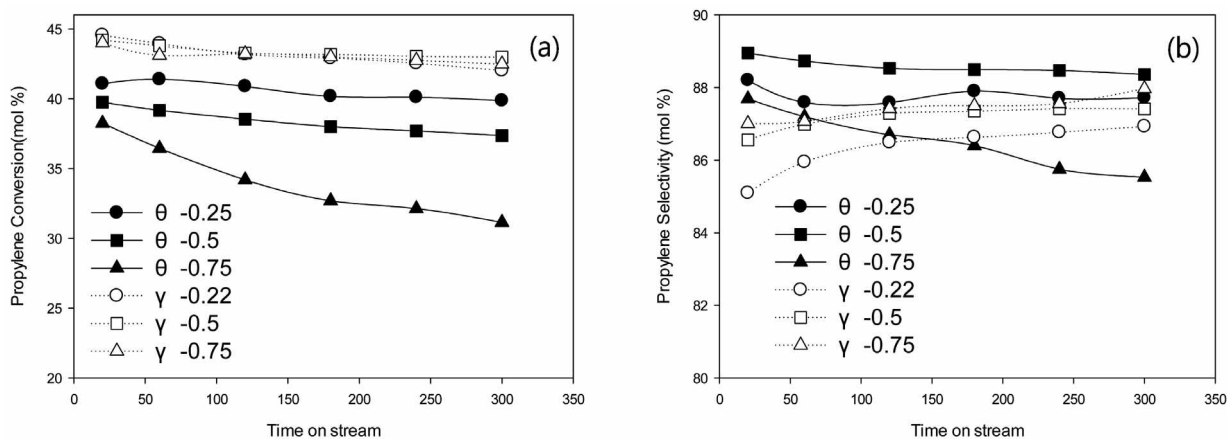 (a)
Propylene Conversion(mol %)
45
40
35
30
25
20
θ -0.25
θ -0.5
θ -0.75
γ -0.22
γ -0.5
γ -0.75
0 50 100 150 200 250 300 350
Time on stream
(b)
Propylene Selectivity (mol %)
90
88
86
84
82
80
θ -0.25
θ -0.5
θ -0.75
γ -0.22
γ -0.5
γ -0.75
0 50 100 150 200 250 300 350
Time on stream